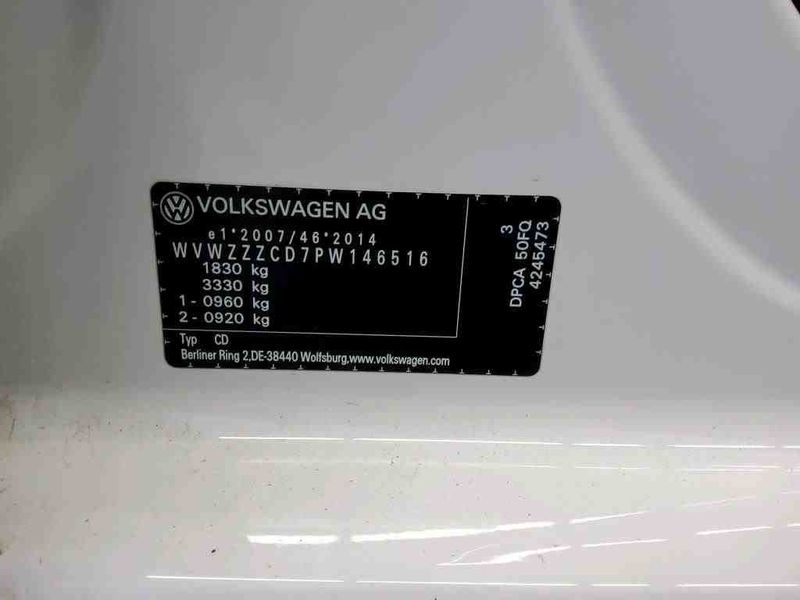 VOLKSWAGEN AG
e1*2007/46*2014
WVWZZZCD7PW146516
1830 kg
3330 kg
1 - 0960 kg
2 - 0920 kg
Typ CD
Berliner Ring 2,DE-38440 Wolfsburg,www.volkswagen.com
3
DPCA 50FQ
4245473